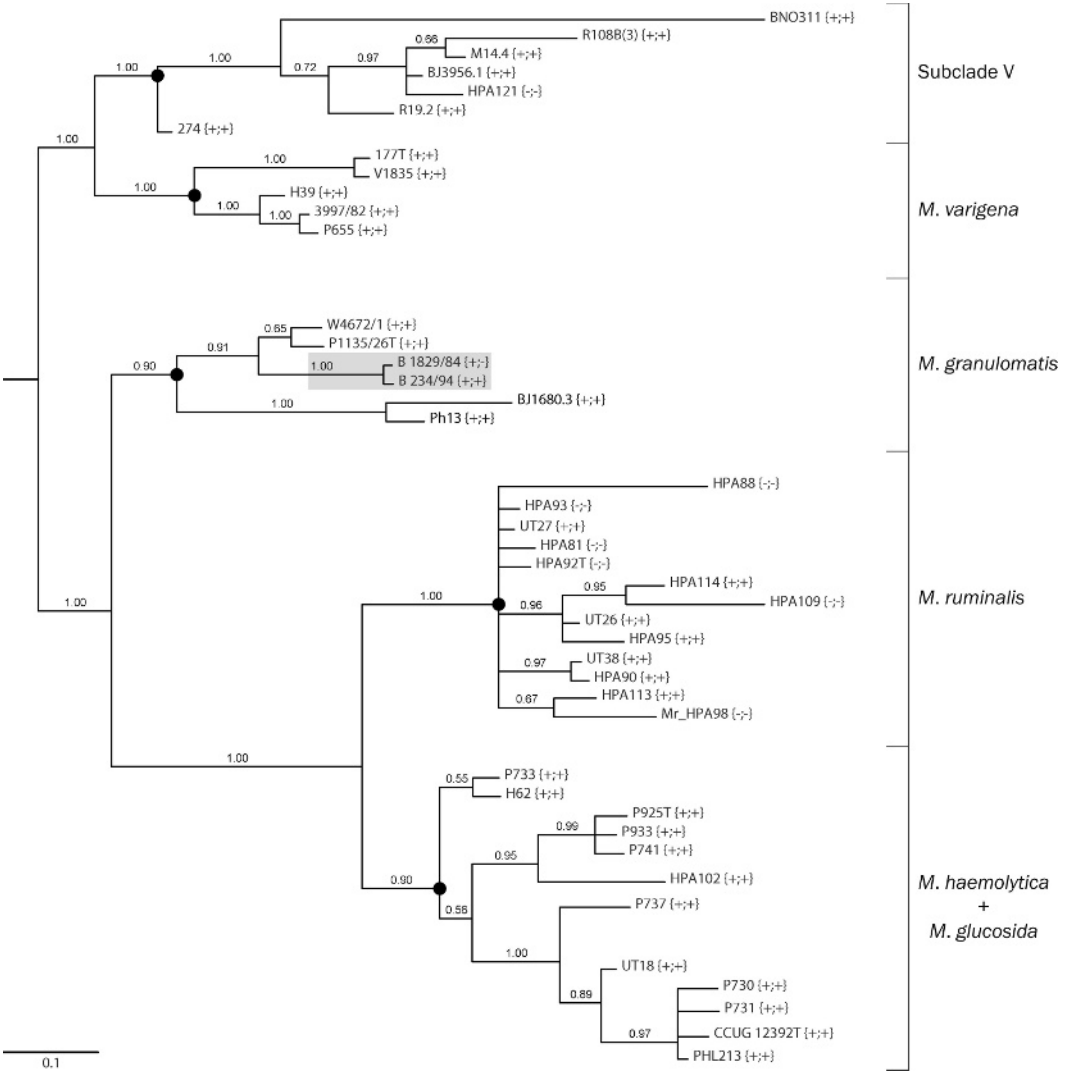 BNO311 {+;+}
R108B(3) {+;+}
0.66
M14.4 {+;+}
1.00
0.97
BJ3956.1 {+;+}
1.00
0.72
HPA121 {-;-}
R19.2 {+;+}
274 {+;+}
Subclade V
1.00
177T {+;+}
1.00
V1835 {+;+}
1.00
H39 {+;+}
1.00
3997/82 {+;+}
1.00
P655 {+;+}
M. varigena
W4672/1 {+;+}
0.65
P1135/26T {+;+}
0.91
B 1829/84 {+;-}
1.00
B 234/94 {+;+}
0.90
BJ1680.3 {+;+}
1.00
Ph13 {+;+}
M. granulomatis
HPA88 {-;-}
HPA93 {-;-}
UT27 {+;+}
HPA81 {-;-}
HPA92T {-;-}
HPA114 {+;+}
0.95
HPA109 {-;-}
1.00
0.96
1.00
UT26 {+;+}
HPA95 {+;+}
UT38 {+;+}
0.97
HPA90 {+;+}
HPA113 {+;+}
0.67
Mr_HPA98 {-;-}
M. ruminalis
1.00
P733 {+;+}
0.55
H62 {+;+}
P925T {+;+}
0.99
P933 {+;+}
P741 {+;+}
0.95
HPA102 {+;+}
0.90
P737 {+;+}
0.56
1.00
UT18 {+;+}
P730 {+;+}
0.89
P731 {+;+}
CCUG 12392T {+;+}
0.97
PHL213 {+;+}
M. haemolytica
+
M. glucosida
0.1